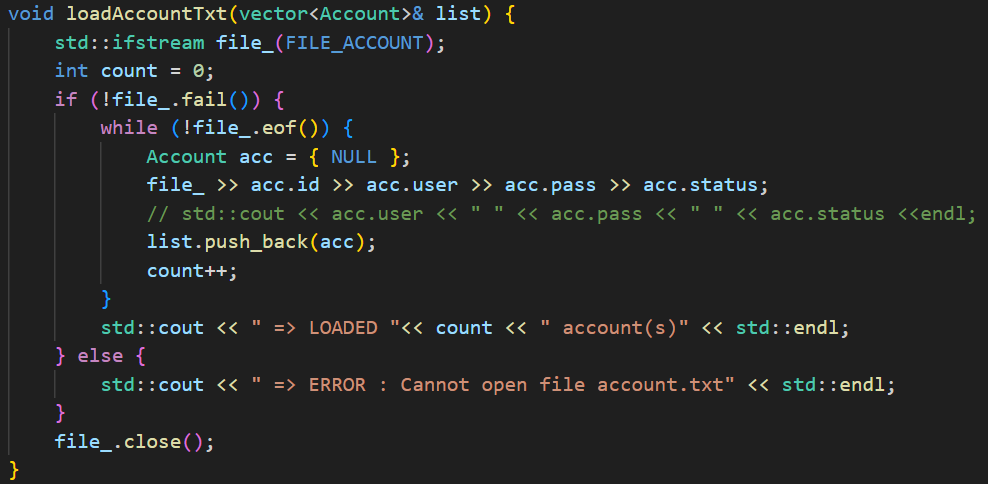 void loadAccountTxt(vector<Account>& list) {
    std::ifstream file_(FILE_ACCOUNT);
    int count = 0;
    if (!file_.fail()) {
        while (!file_.eof()) {
            Account acc = { NULL };
            file_ >> acc.id >> acc.user >> acc.pass >> acc.status;
            // std::cout << acc.user << " " << acc.pass << " " << acc.status <<endl;
            list.push_back(acc);
            count++;
        }
        std::cout << " => LOADED "<< count << " account(s)" << std::endl;
    } else {
        std::cout << " => ERROR : Cannot open file account.txt" << std::endl;
    }
    file_.close();
}